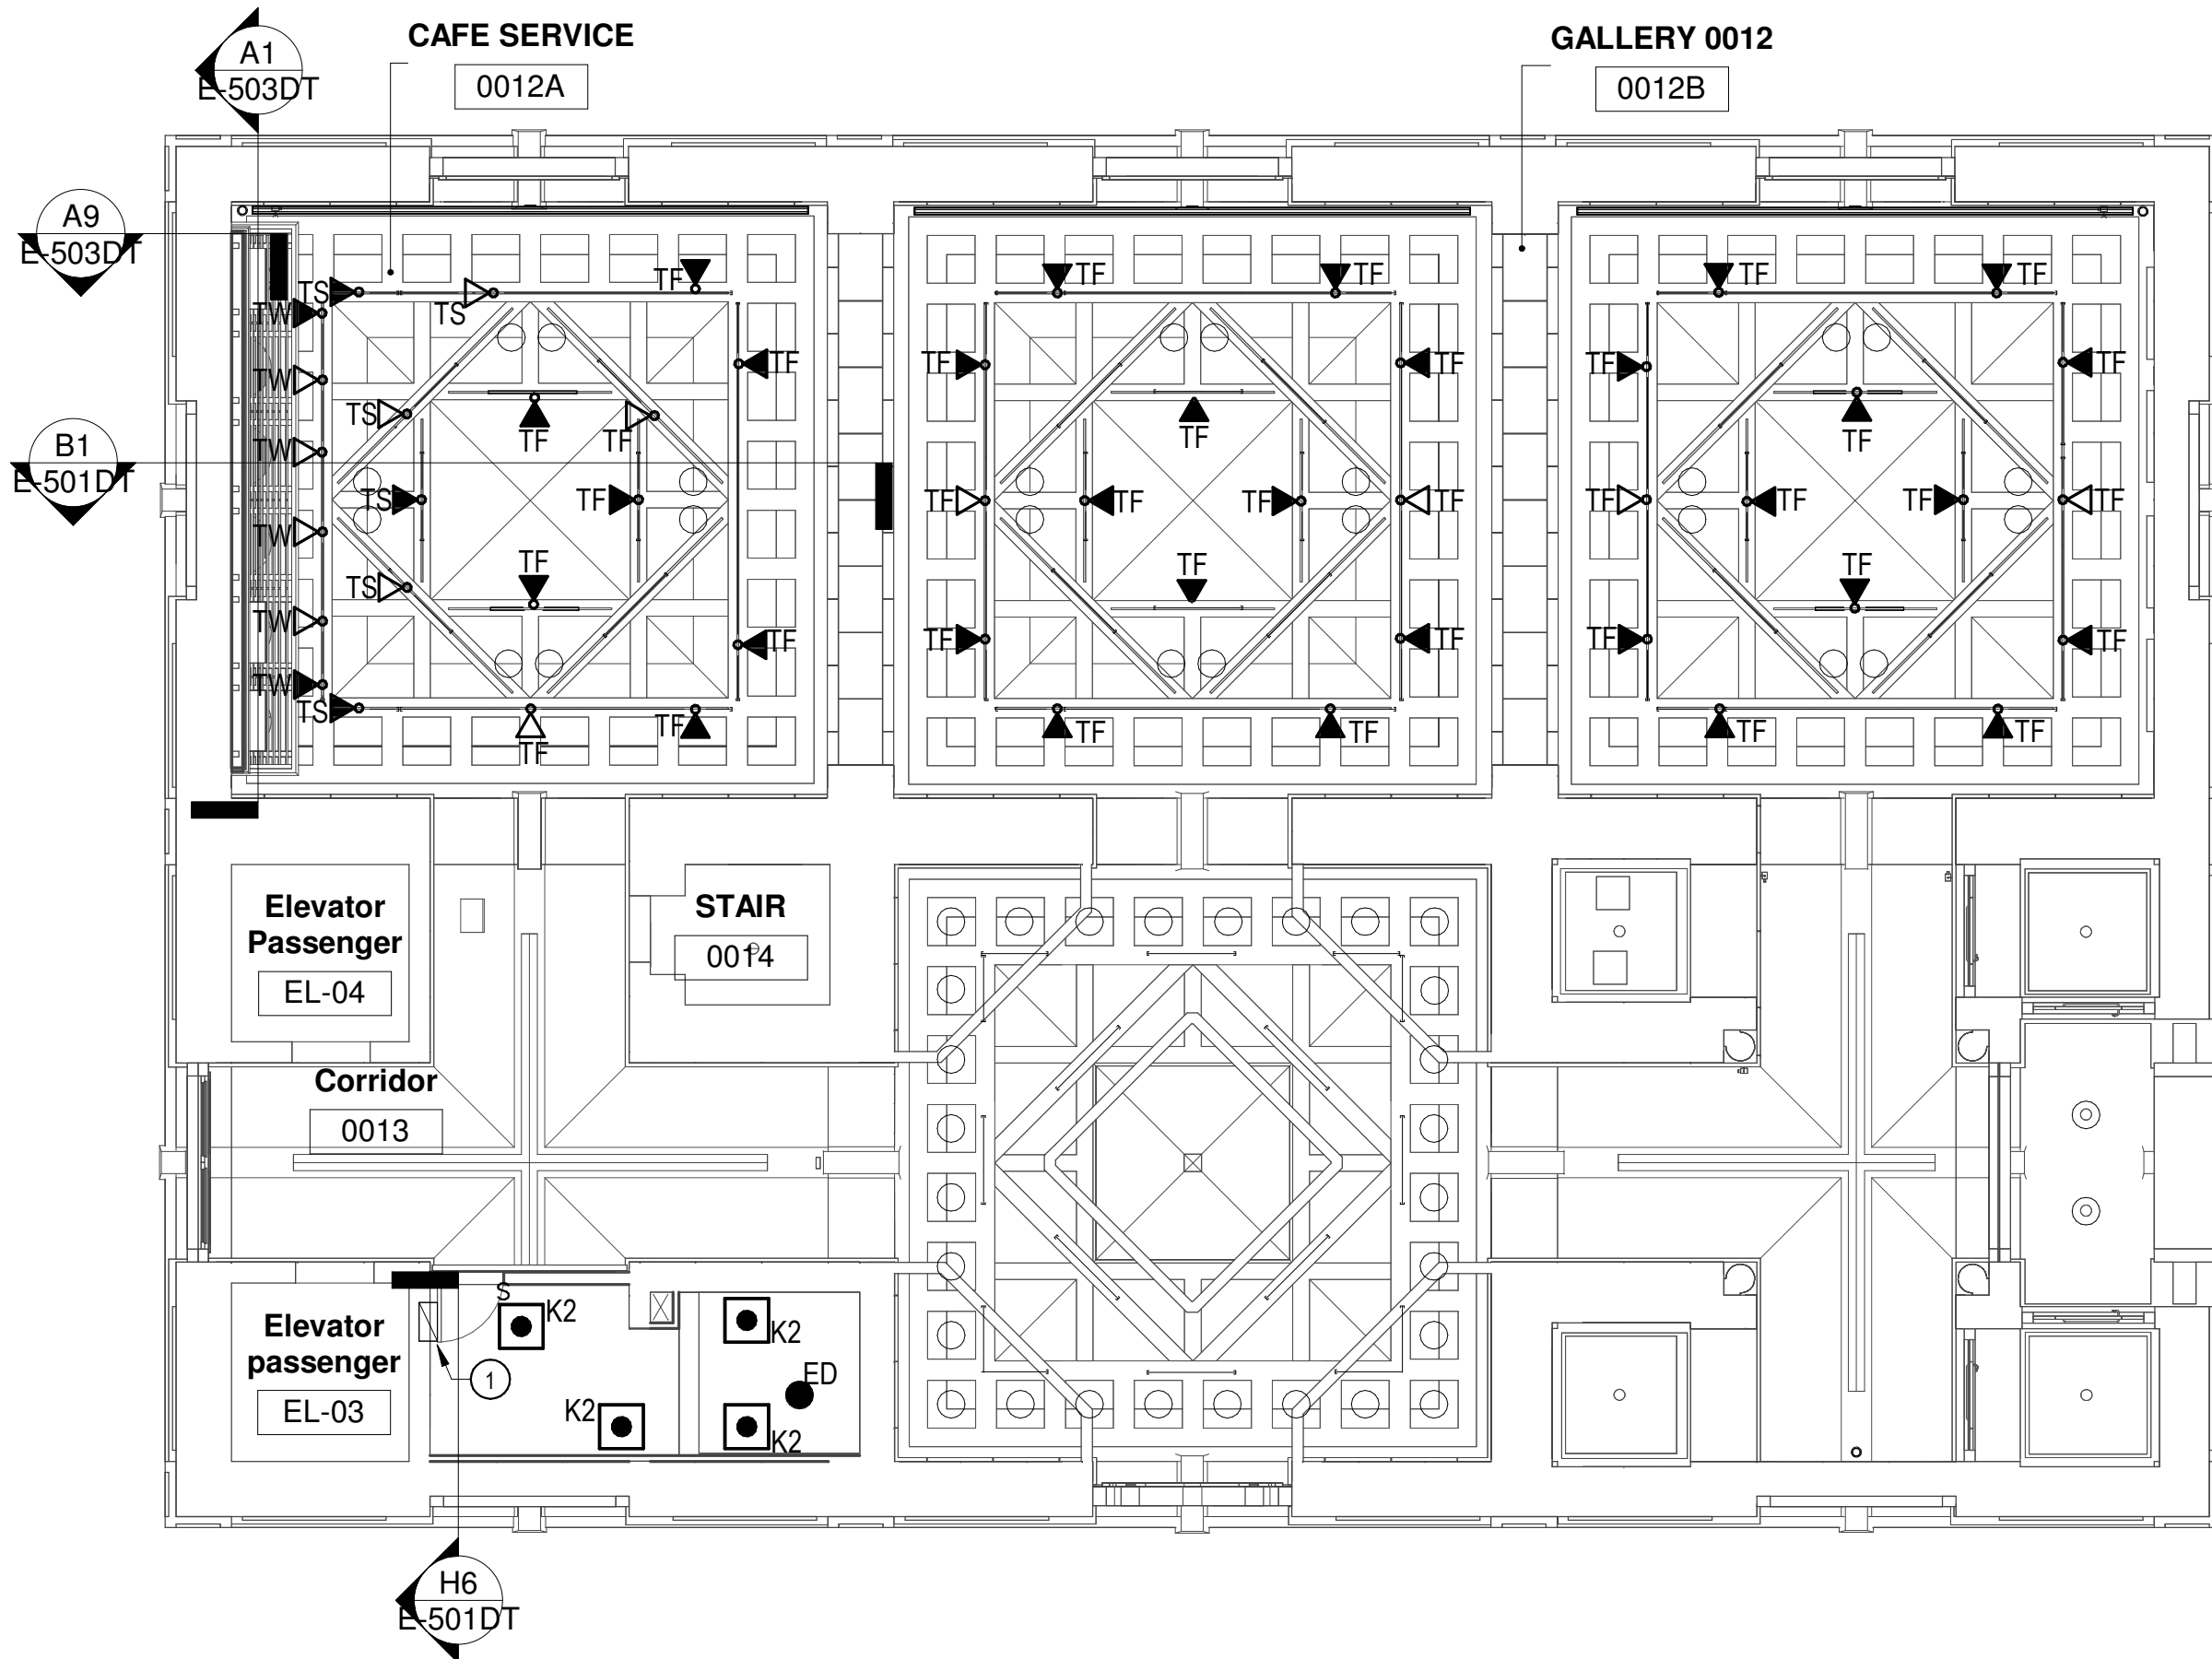 CAFE SERVICE
GALLERY 0012
A1
E-503DT
0012A
0012B
A9
E-503DT
TS
TS
TF
TF
TF
TF
TF
TW
TF
TF
TF
TF
TF
TW
TS
TF
TF
TF
TF
B1
E-501DT
TW
TS
TF
TF
TF
TF
TF
TF
TF
TF
TF
TW
TF
TF
TF
TS
TW
TF
TF
TF
TF
TF
TW
TS
TF
TF
TF
TF
TF
TF
Elevator
Passenger
EL-04
STAIR
0014
Corridor
0013
S
K2
K2
Elevator
passenger
EL-03
1
ED
K2
K2
H6
E-501DT